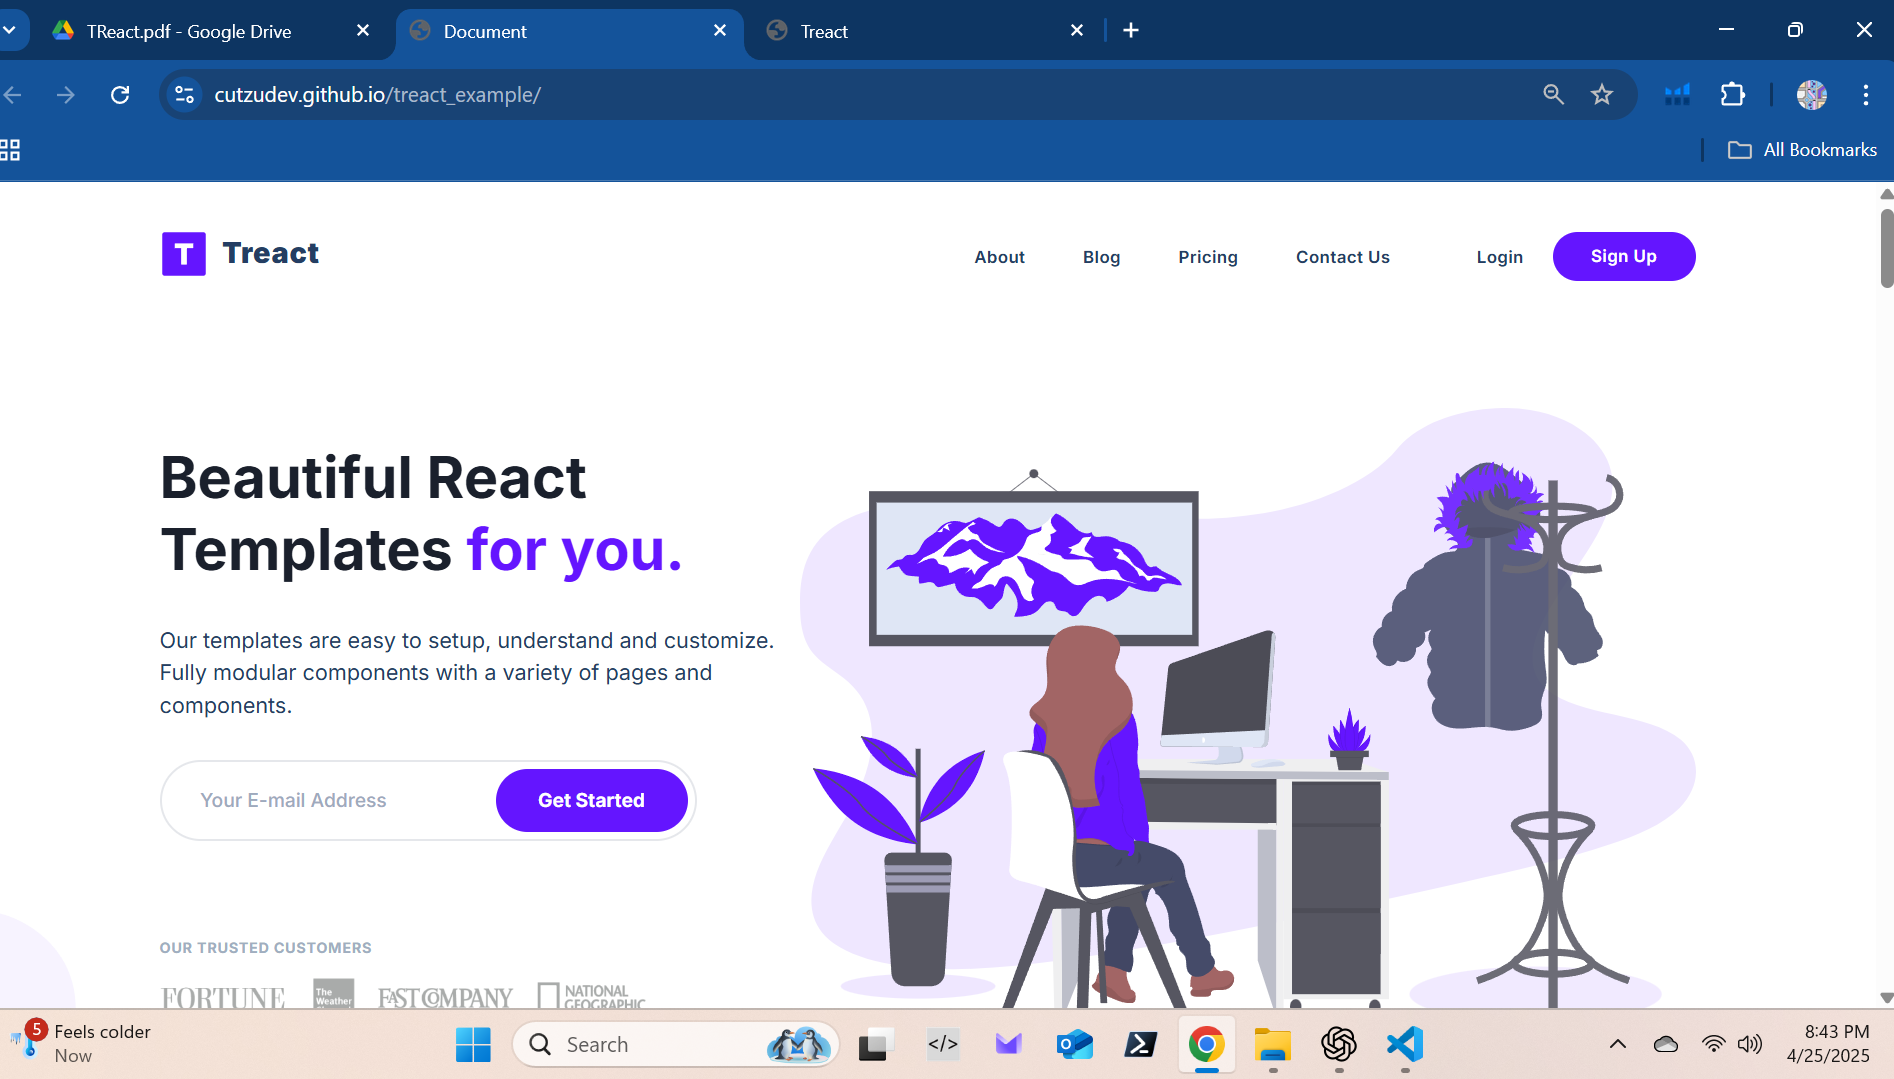 TReact.pdf - Google Drive
Document
Treact
cutzudev.github.io/treact_example/
All Bookmarks
T Treact
About
Blog
Pricing
Contact Us
Login
Sign Up
Beautiful React
Templates for you.
Our templates are easy to setup, understand and customize.
Fully modular components with a variety of pages and
components.
Your E-mail Address
Get Started
OUR TRUSTED CUSTOMERS
FORTUNE
The
Weather
FAST COMPANY
NATIONAL
GEOGRAPHIC
5
Feels colder
Now
Search
</>
8:43 PM
4/25/2025